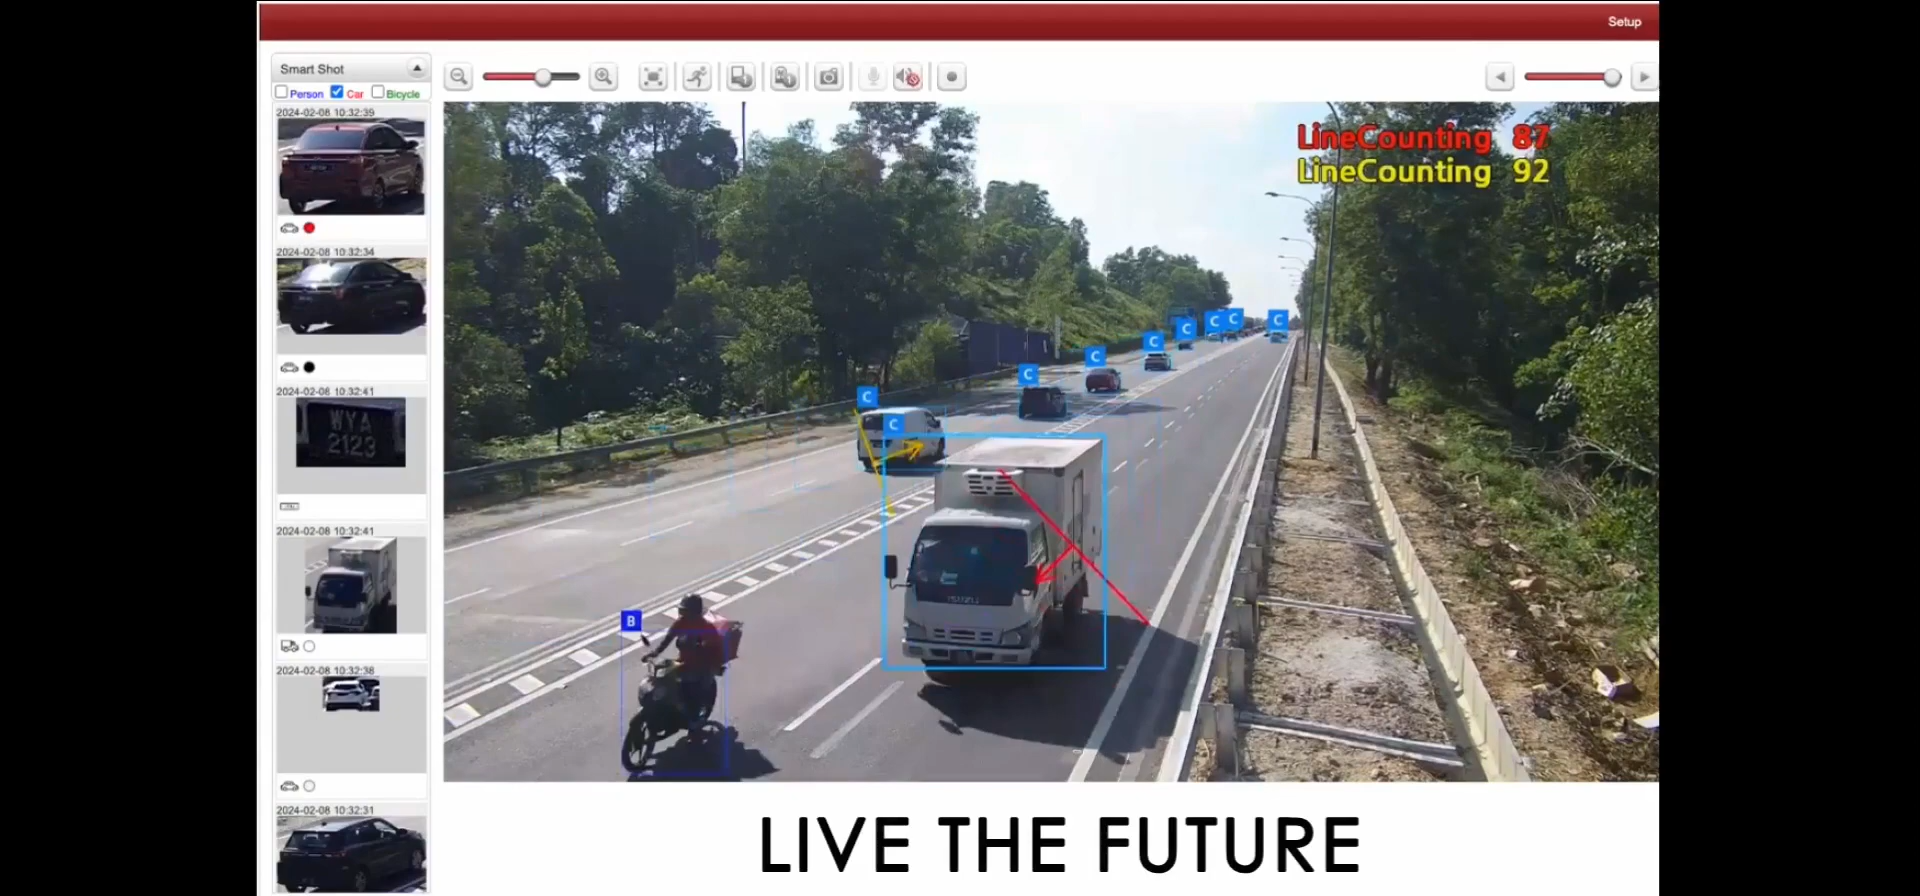 Setup
Smart Shot
Person Car Bicycle
2024-02-08 10:32:39
2024-02-08 10:32:34
2024-02-08 10:32:41
WYA
2123
2024-02-08 10:32:41
2024-02-08 10:32:36
2024-02-08 10:32:31
LineCounting 87
LineCounting 92
C
C
C
C
C
C
C
C
C
B
ISUZU
LIVE THE FUTURE